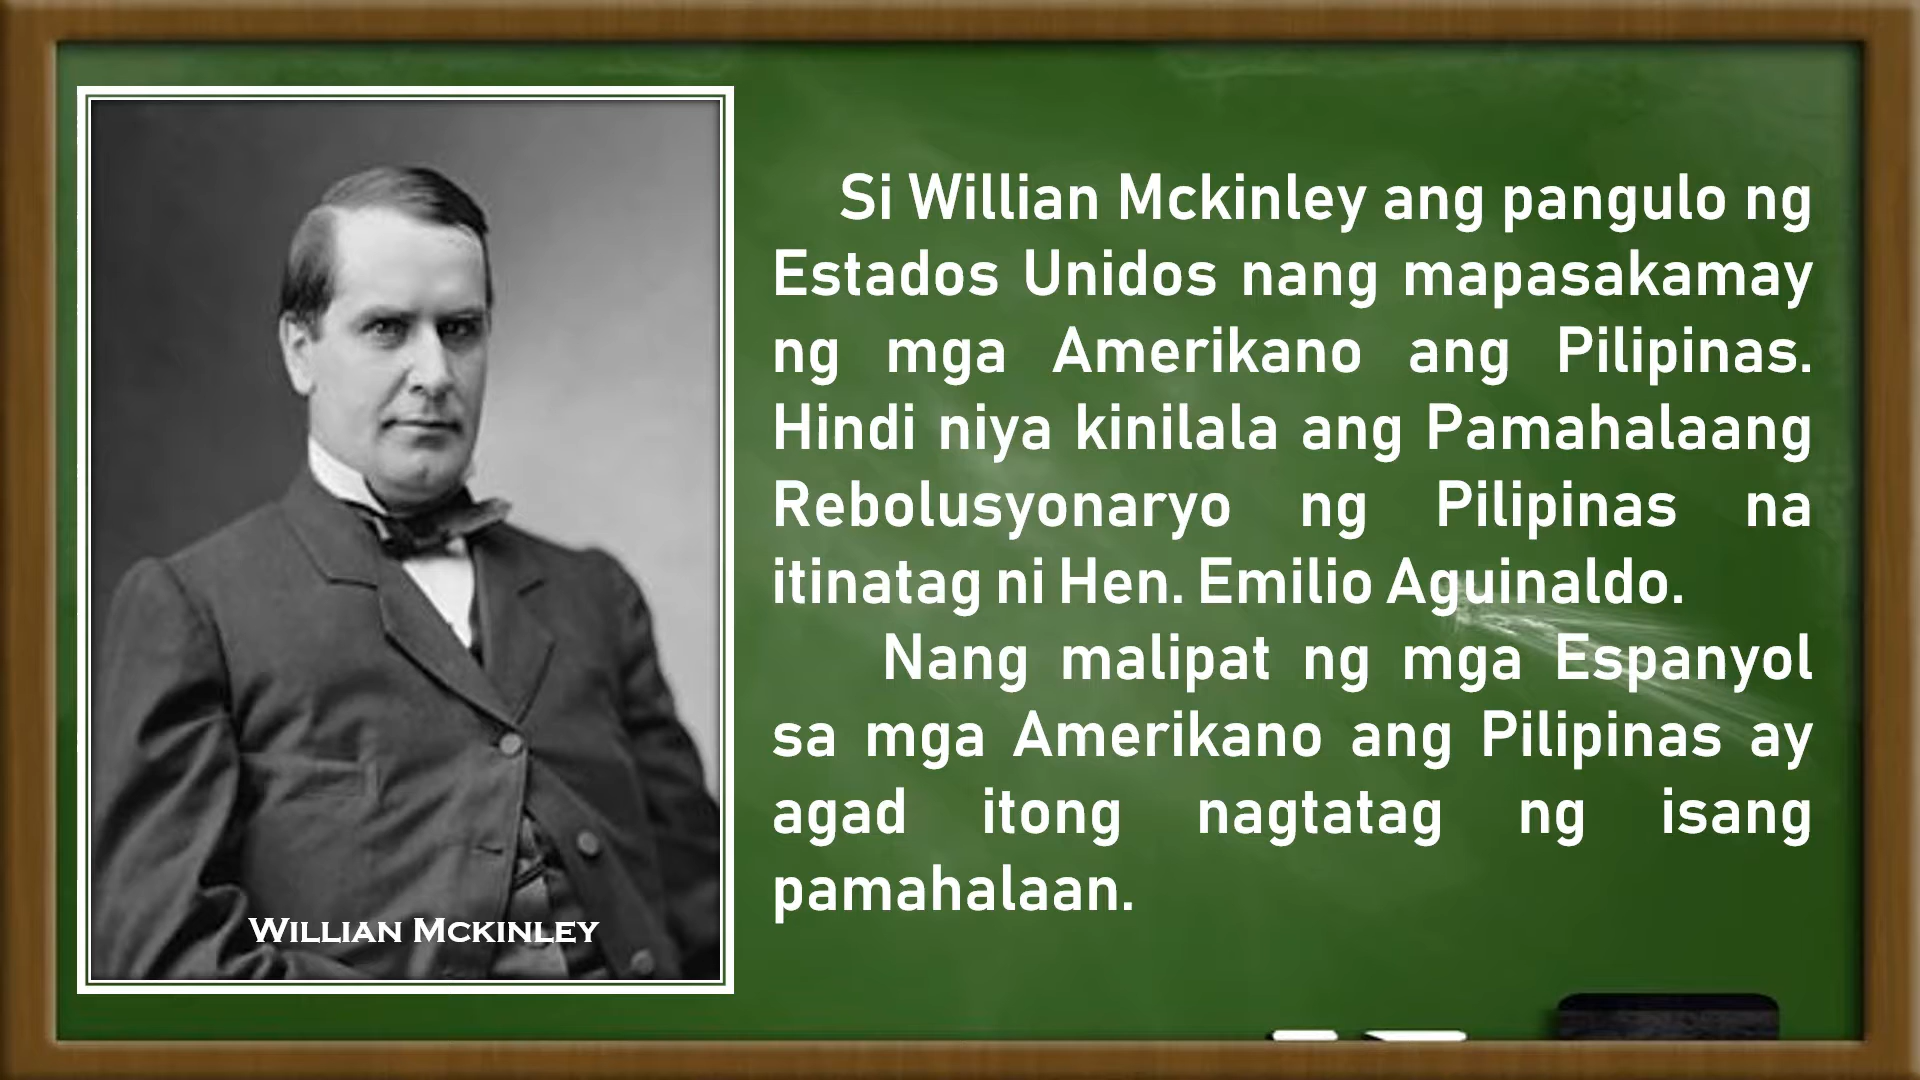 Si Willian Mckinley ang pangulo ng
Estados Unidos nang mapasakamay
ng mga Amerikano ang Pilipinas.
Hindi niya kinilala ang Pamahalaang
Rebolusyonaryo ng Pilipinas na
itinatag ni Hen. Emilio Aguinaldo.
Nang malipat ng mga Espanyol
sa mga Amerikano ang Pilipinas ay
agad itong nagtatag ng isang
pamahalaan.
Willian Mckinley